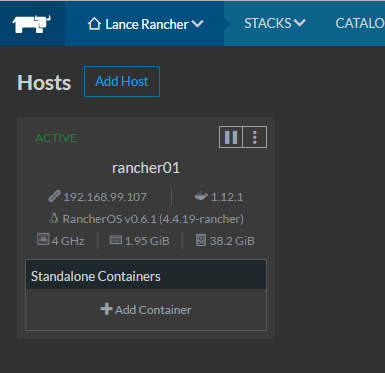 Lance Rancher STACKS CATALO
Hosts Add Host
ACTIVE
rancher01
192.168.99.107 1.12.1
RancherOS v0.6.1 (4.4.19-rancher)
4 GHz 1.95 GiB 38.2 GiB
Standalone Containers
Add Container